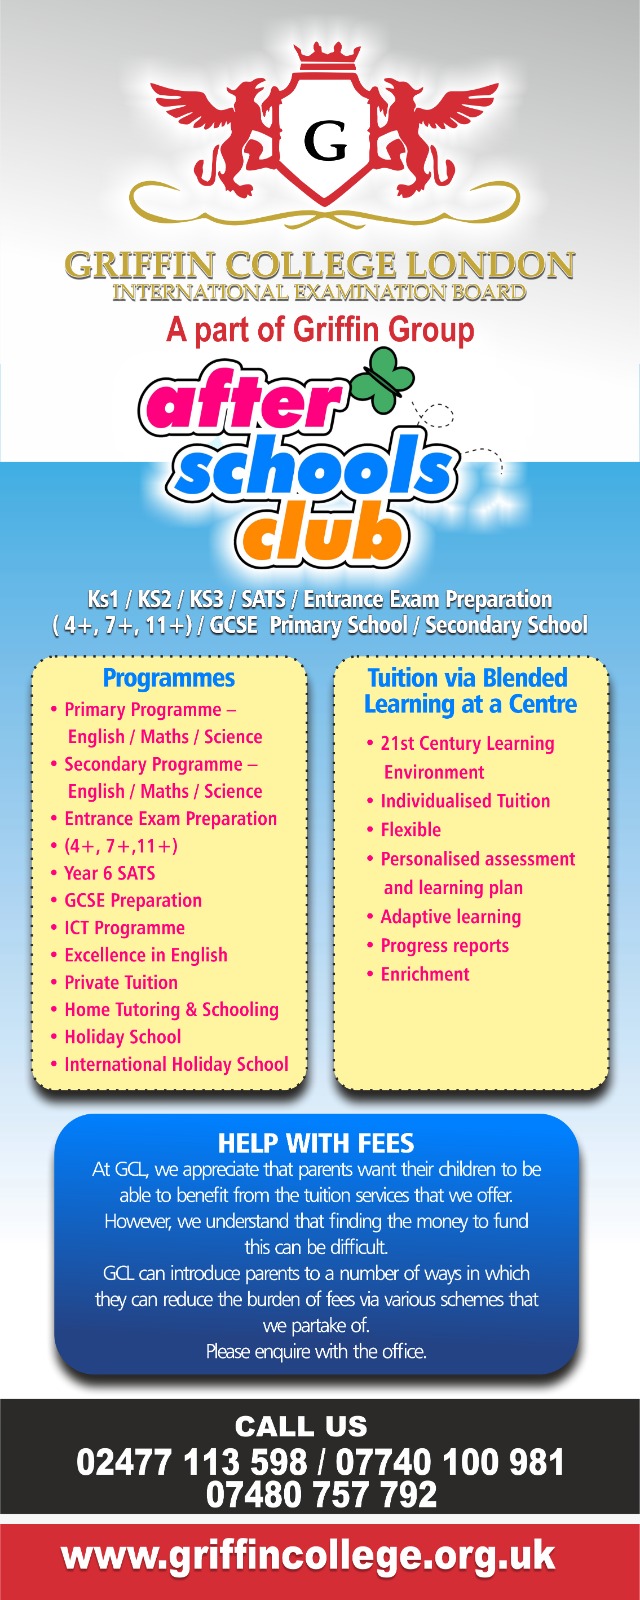 G
GRIFFIN COLLEGE LONDON
INTERNATIONAL EXAMINATION BOARD
A part of Griffin Group
after
schools
club
Ks1 / KS2 / KS3 / SATS / Entrance Exam Preparation
( 4+, 7+, 11+) / GCSE Primary School / Secondary School
Programmes
• Primary Programme –
English / Maths / Science
• Secondary Programme –
English / Maths / Science
• Entrance Exam Preparation
• (4+, 7+,11+)
• Year 6 SATS
• GCSE Preparation
• ICT Programme
• Excellence in English
• Private Tuition
• Home Tutoring & Schooling
• Holiday School
• International Holiday School
Tuition via Blended
Learning at a Centre
• 21st Century Learning
Environment
• Individualised Tuition
• Flexible
• Personalised assessment
and learning plan
• Adaptive learning
• Progress reports
• Enrichment
HELP WITH FEES
At GCL, we appreciate that parents want their children to be
able to benefit from the tuition services that we offer.
However, we understand that finding the money to fund
this can be difficult.
GCL can introduce parents to a number of ways in which
they can reduce the burden of fees via various schemes that
we partake of.
Please enquire with the office.
CALL US
02477 113 598 / 07740 100 981
07480 757 792
www.griffincollege.org.uk